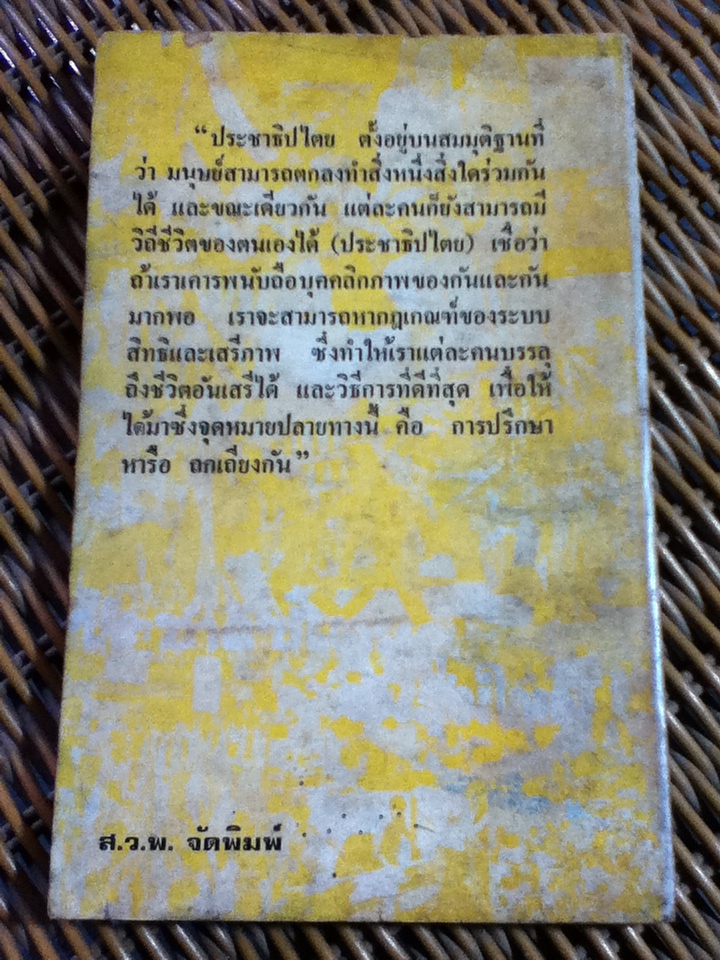 “ประชาธิปไตย ตั้งอยู่บนสมมุติฐานที่
ว่า มนุษย์สามารถตกลงทำสิ่งหนึ่งสิ่งใดร่วมกัน
ได้ และขณะเดียวกัน แต่ละคนก็ยังสามารถมี
วิถีชีวิตของตนเองได้ (ประชาธิปไตย) เชื่อว่า
ถ้าเราเคารพนับถือบุคคลิกภาพของกันและกัน
มากพอ เราจะสามารถหากฎเกณฑ์ของระบบ
สิทธิและเสรีภาพ ซึ่งทำให้เราแต่ละคนบรรลุ
ถึงชีวิตอันเสรีได้ และวิธีการที่ดีที่สุด เพื่อให้
ได้มาซึ่งจุดหมายปลายทางนี้ คือ การปรึกษา
หารือ ถกเถียงกัน”
ส.ว.พ. จัดพิมพ์